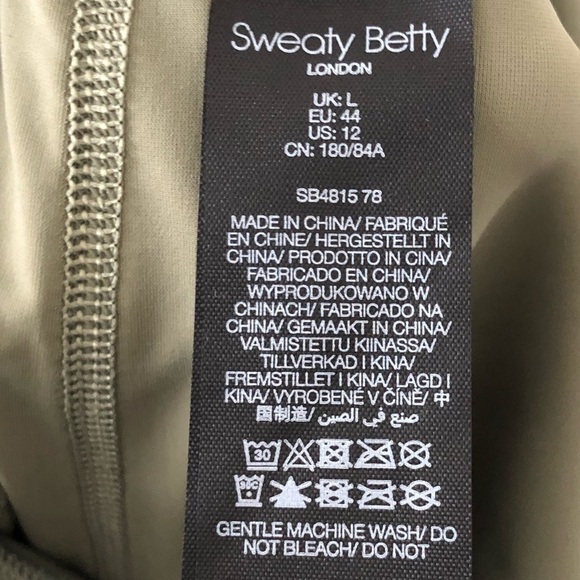 Sweaty Betty
LONDON
UK: L
EU: 44
US: 12
CN: 180/84A
SB4815 78
MADE IN CHINA/ FABRIQUÉ
EN CHINE/ HERGESTELLT IN
CHINA/ PRODOTTO IN CINA/
FABRICADO EN CHINA/
WYPRODUKOWANO W
CHINACH/ FABRICADO NA
CHINA/ GEMAAKT IN CHINA/
VALMISTETTU KIINASSA/
TILLVERKAD I KINA/
FREMSTILLET I KINA/ LAGD I
KINA/ VYROBENÉ V ČÍNĚ/ 中
国制造/ صنع في الصين/
30
30C
GENTLE MACHINE WASH/ DO
NOT BLEACH/ DO NOT